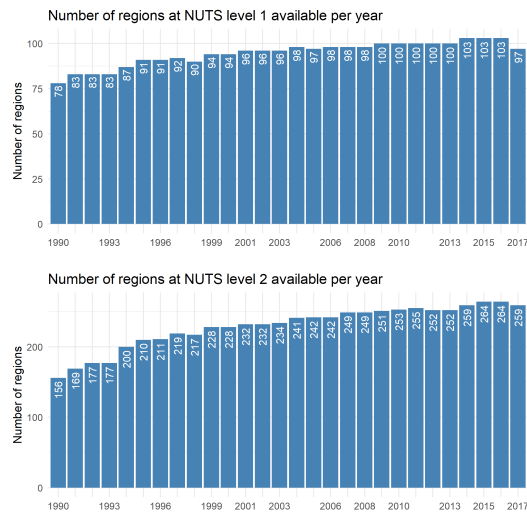 Number of regions at NUTS level 1 available per year
Number of regions
100
75
50
25
0
78 83 83 83 87 91 91 92 90 94 94 96 96 96 98 97 98 98 98 100 100 100 100 100 103 103 103 97
1990 1993 1996 1999 2001 2003 2006 2008 2010 2013 2015 2017
Number of regions at NUTS level 2 available per year
Number of regions
200
100
0
156 169 177 177 200 210 211 219 217 228 228 232 232 234 241 242 242 249 249 251 253 255 252 252 259 264 264 259
1990 1993 1996 1999 2001 2003 2006 2008 2010 2013 2015 2017